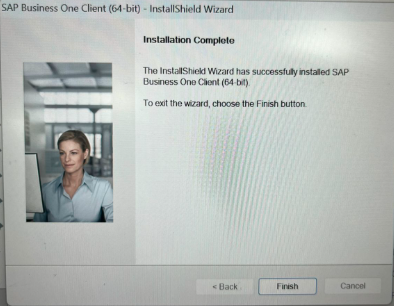 SAP Business One Client (64-bit) - InstallShield Wizard
Installation Complete
The InstallShield Wizard has successfully installed SAP
Business One Client (64-bit).
To exit the wizard, choose the Finish button.
< Back
Finish
Cancel